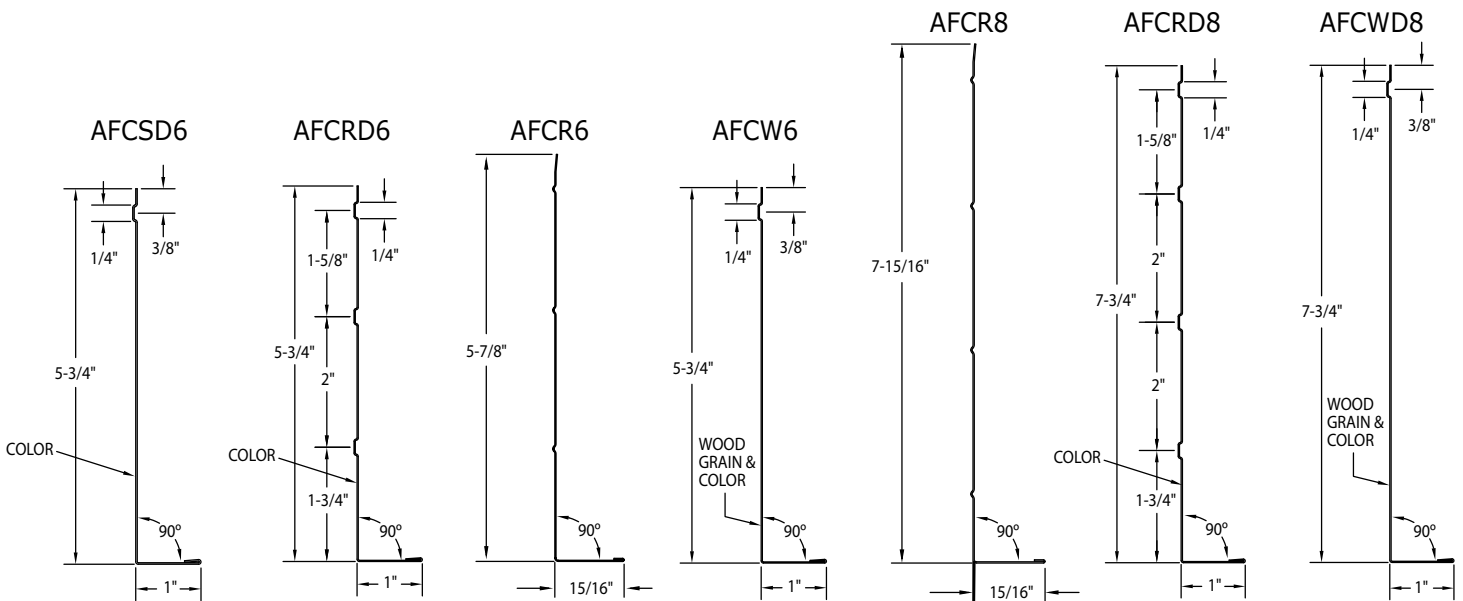 AFCSD6
5-3/4"
1/4"
3/8"
COLOR
90º
1"
AFCRD6
5-3/4"
1-5/8"
1/4"
2"
1-3/4"
COLOR
90º
1"
AFCR6
5-7/8"
90º
15/16"
AFCW6
5-3/4"
1/4"
3/8"
WOOD
GRAIN &
COLOR
90º
1"
AFCR8
7-15/16"
90º
15/16"
AFCRD8
7-3/4"
1-5/8"
1/4"
2"
2"
1-3/4"
COLOR
90º
1"
AFCWD8
7-3/4"
1/4"
3/8"
WOOD
GRAIN &
COLOR
90º
1"